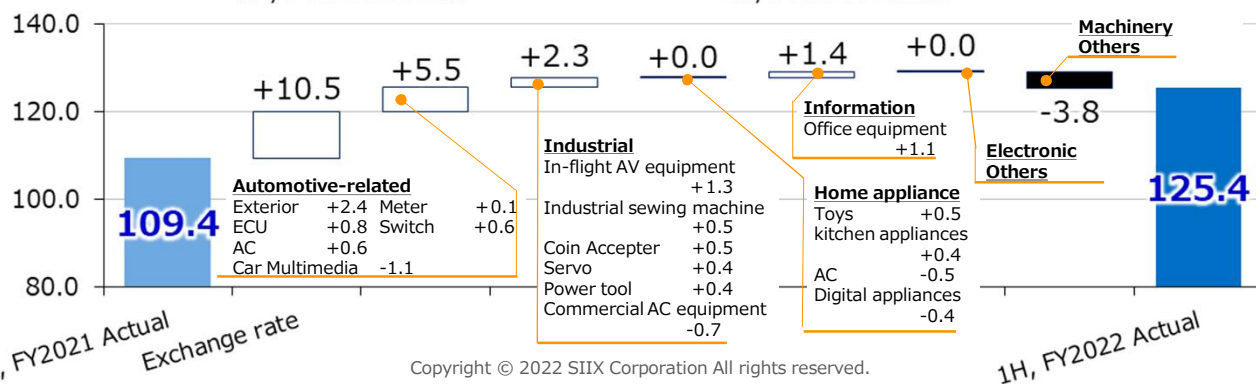 140.0
120.0
100.0
80.0
109.4
+10.5
+5.5
+2.3
+0.0
+1.4
+0.0
-3.8
125.4
Automotive-related
Exterior +2.4 Meter +0.1
ECU +0.8 Switch +0.6
AC +0.6
Car Multimedia -1.1
Industrial
In-flight AV equipment
+1.3
Industrial sewing machine
+0.5
Coin Accepter +0.5
Servo +0.4
Power tool +0.4
Commercial AC equipment
-0.7
Information
Office equipment
+1.1
Home appliance
Toys +0.5
kitchen appliances
+0.4
AC -0.5
Digital appliances
-0.4
Electronic
Others
Machinery
Others
, FY2021 Actual
Exchange rate
1H, FY2022 Actual
Copyright © 2022 SIIX Corporation All rights reserved.